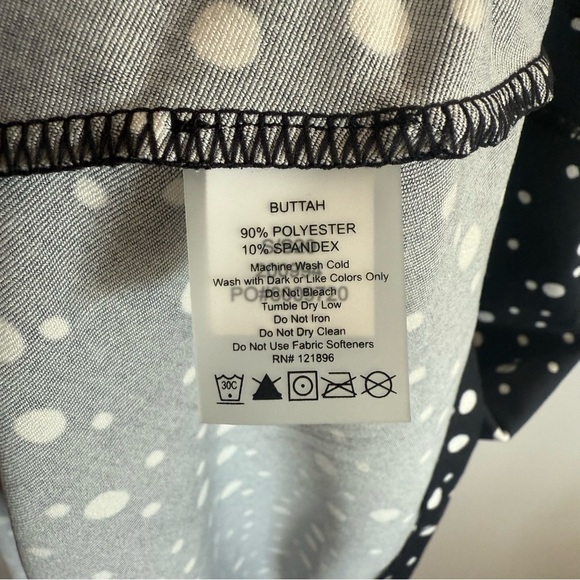 BUTTAH
90% POLYESTER
10% SPANDEX
Machine Wash Cold
Wash with Dark or Like Colors Only
Do Not Bleach
Tumble Dry Low
Do Not Iron
Do Not Dry Clean
Do Not Use Fabric Softeners
RN# 121896
30C